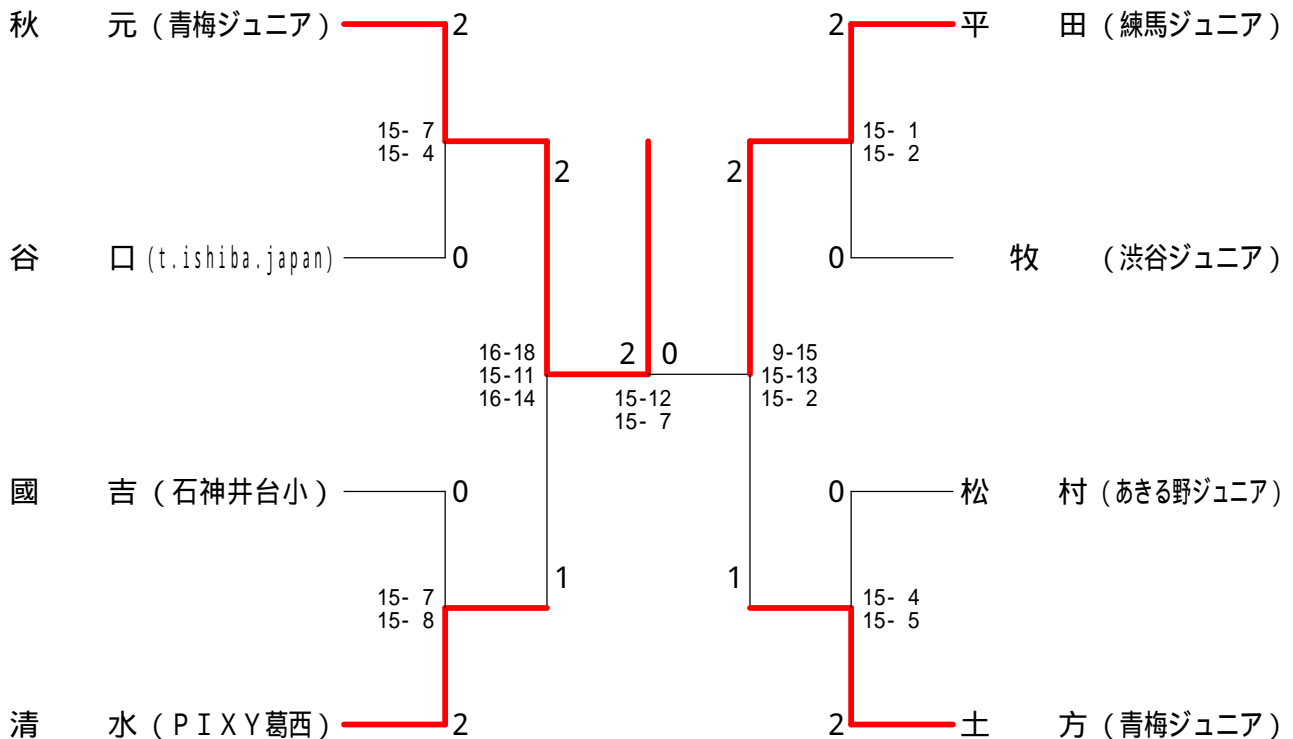 秋 元 (青梅ジュニア) 2 2 平 田 (練馬ジュニア)
15- 7 15- 1
15- 4 15- 2
2 2
谷 口 (t.ishiba.japan) 0 0 牧 (渋谷ジュニア)
16-18 2 0 9-15
15-11 15-13
16-14 15-12 15- 2
15- 7
國 吉 (石神井台小) 0 0 松 村 (あきる野ジュニア)
1 1
15- 7 15- 4
15- 8 15- 5
清 水 (ＰＩＸＹ葛西) 2 2 土 方 (青梅ジュニア)